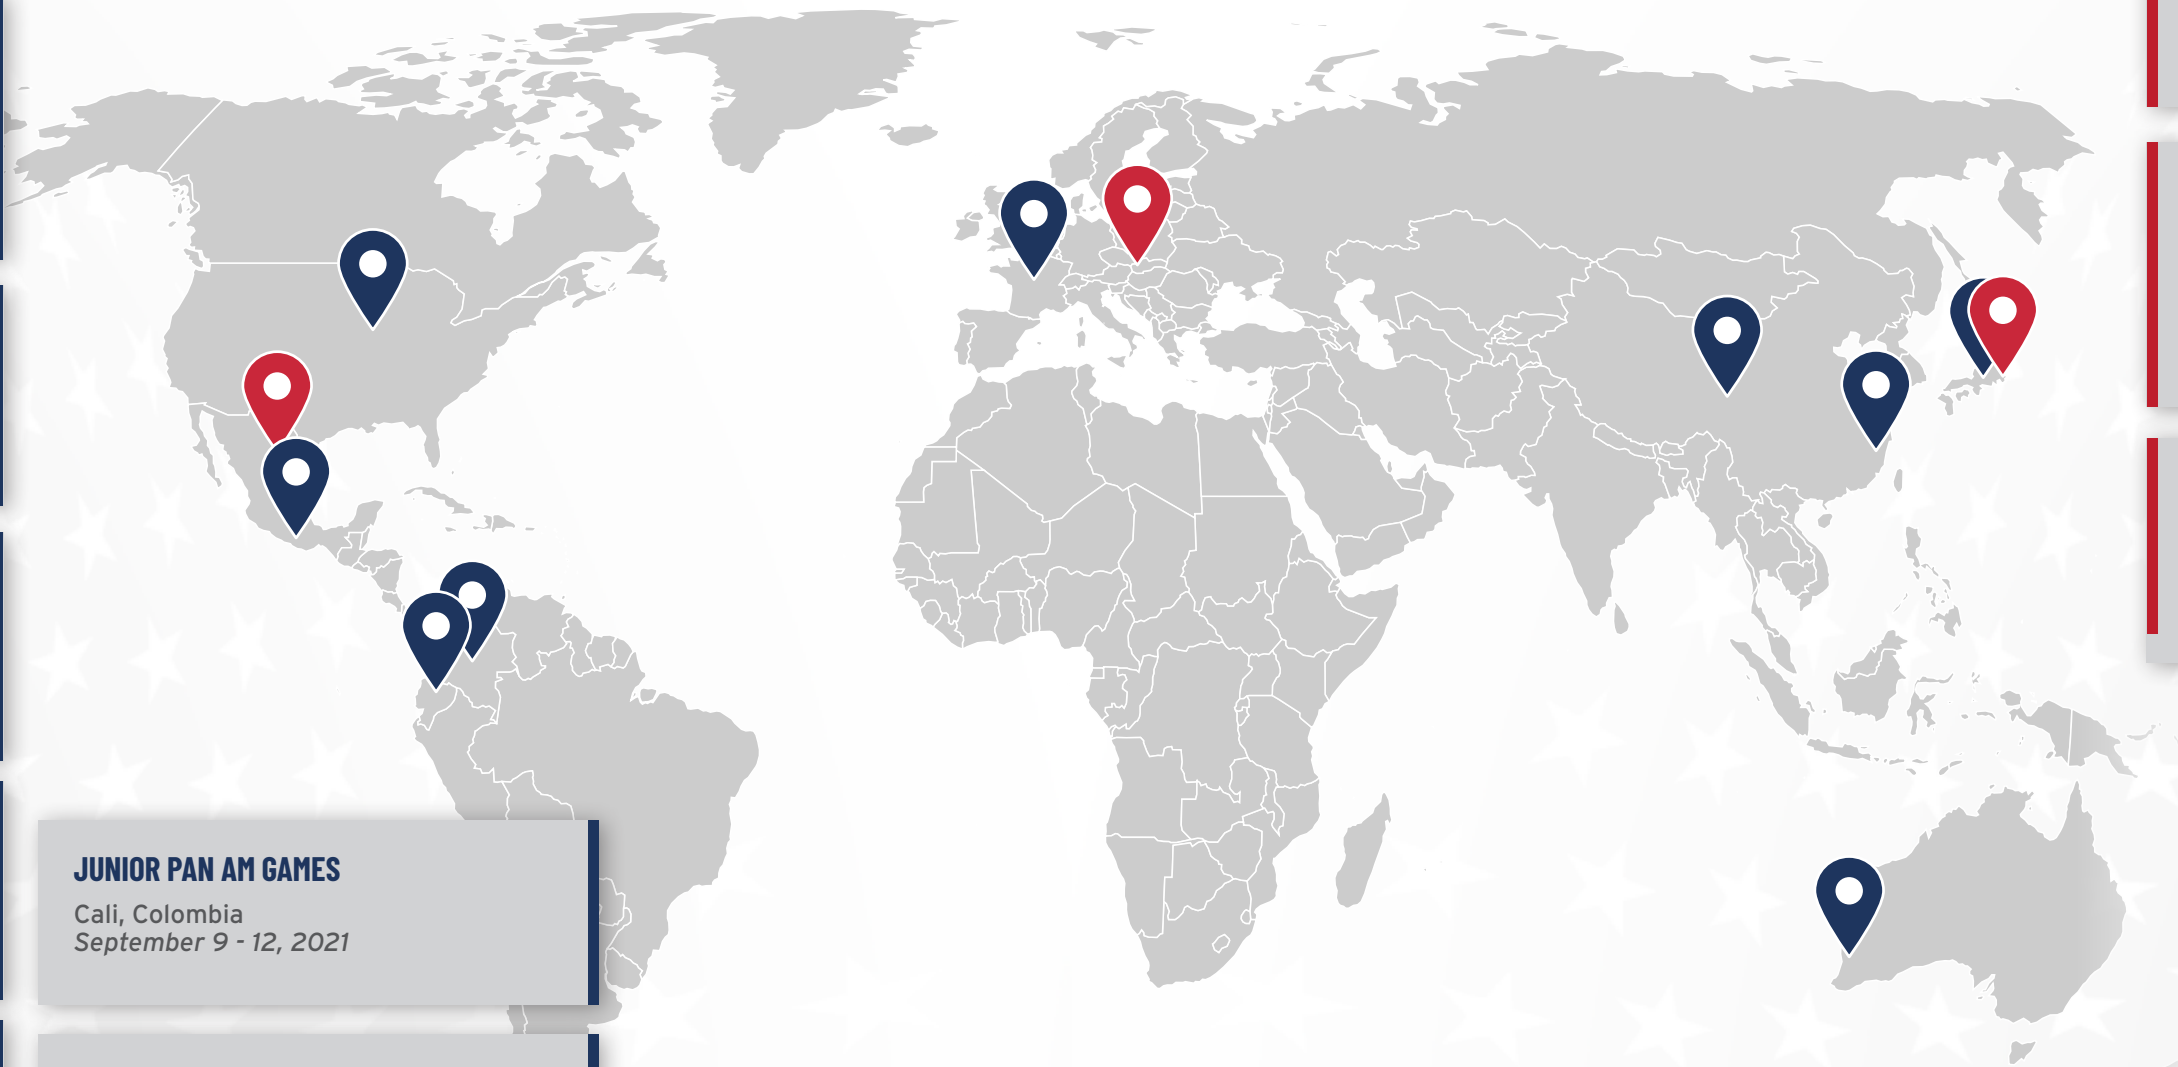 JUNIOR PAN AM GAMES
Cali, Colombia
September 9 - 12, 2021